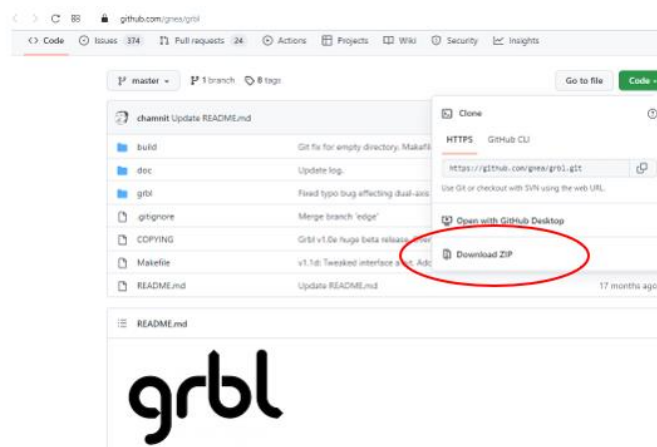 github.com/gnea/grbl
Code Issues 374 Pull requests 24 Actions Projects Wiki Security Insights
master 1 branch 8 tags Go to file Code
chamnit Update README.md
Clone
HTTPS GitHub CLI
https://github.com/gnea/grbl.git
Use Git or checkout with SVN using the web URL.
Open with GitHub Desktop
Download ZIP
build Git fix for empty directory. Makefil
doc Update log.
grbl Fixed typo bug effecting dual-axis
.gitignore Merge branch 'edge'
COPYING Grbl v1.0e huge beta release.
Makefile v1.1d: Tweaked interface a bit. Add
README.md Update README.md 17 months ago
README.md
grbl